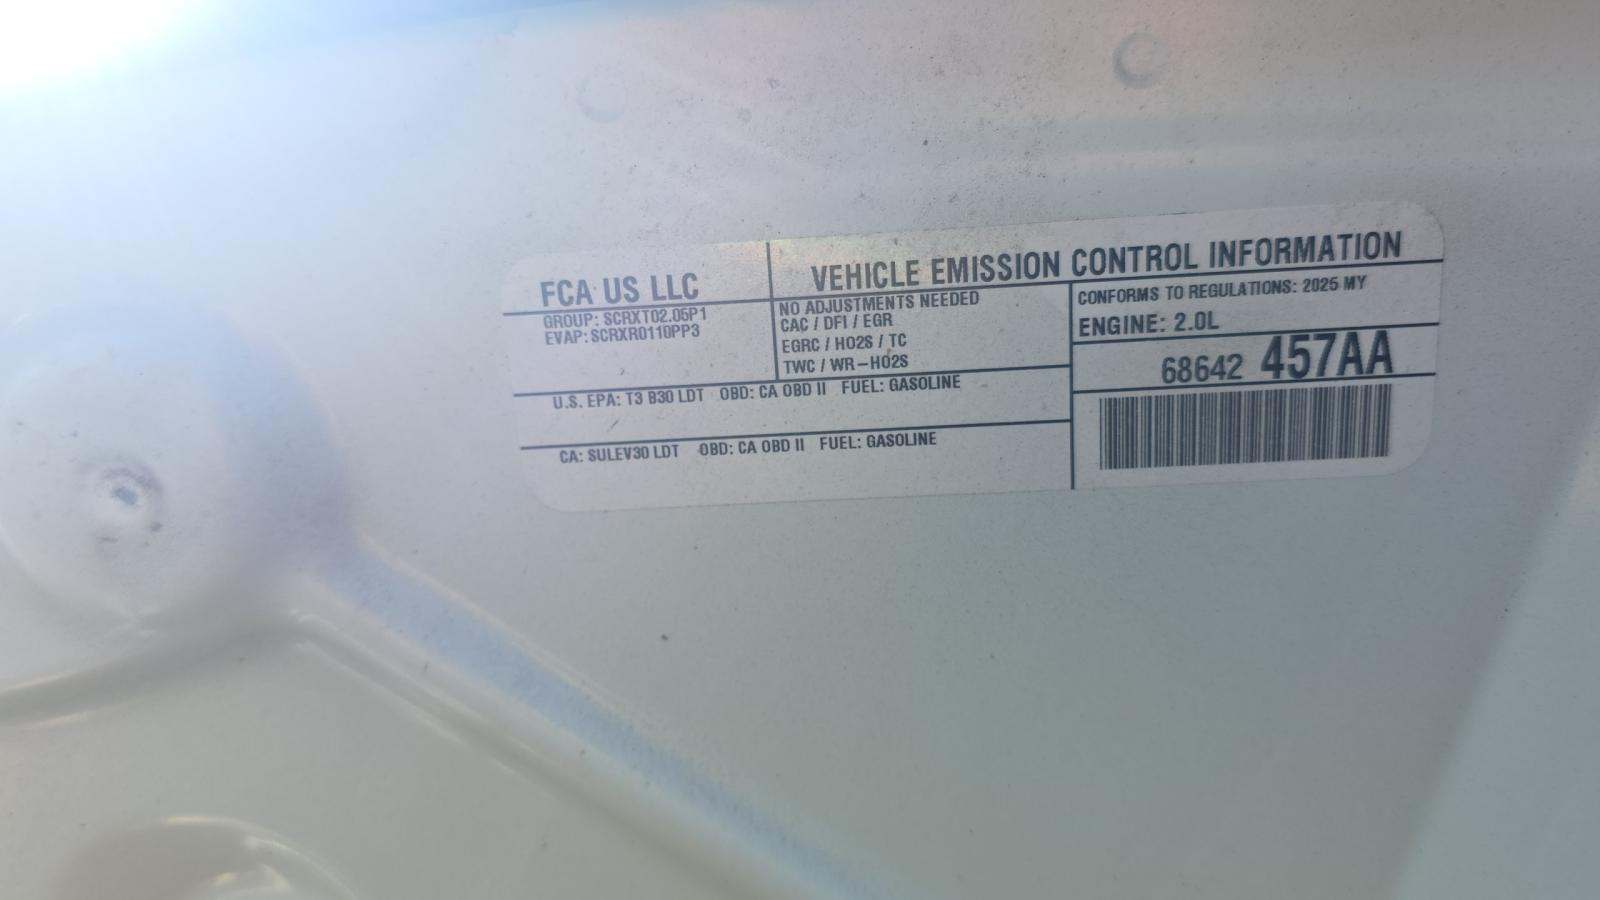 FCA US LLC
VEHICLE EMISSION CONTROL INFORMATION
GROUP: SCRXT02.05P1
EVAP: SCRXR0110PP3
NO ADJUSTMENTS NEEDED
CAC / DFI / EGR
EGRC / HO2S / TC
TWC / WR-HO2S
CONFORMS TO REGULATIONS: 2025 MY
ENGINE: 2.0L
68642 457AA
U.S. EPA: T3 B30 LDT OBD: CA OBD II FUEL: GASOLINE
CA: SULEV30 LDT OBD: CA OBD II FUEL: GASOLINE